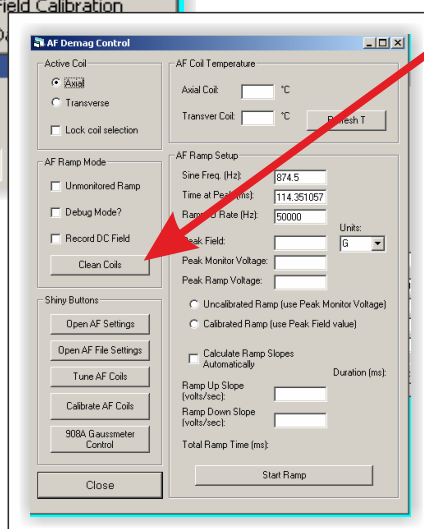 Field Calibration
AF Demag Control
Active Coil
Axial
Transverse
Lock coil selection
AF Ramp Mode
Unmonitored Ramp
Debug Mode?
Record DC Field
Clean Coils
Shiny Buttons
Open AF Settings
Open AF File Settings
Tune AF Coils
Calibrate AF Coils
908A Gaussmeter
Control
Close
AF Coil Temperature
Axial Coil: °C
Transver Coil: °C
AF Ramp Setup
Sine Freq. (Hz): 874.5
Time at Peak (ms): 114.351057
Rate (Hz): 50000
Units:
Peak Field: G
Peak Monitor Voltage:
Peak Ramp Voltage:
Uncalibrated Ramp (use Peak Monitor Voltage)
Calibrated Ramp (use Peak Field value)
Calculate Ramp Slopes
Automatically
Duration (ms):
Ramp Up Slope
(volts/sec):
Ramp Down Slope
(volts/sec):
Total Ramp Time (ms):
Start Ramp